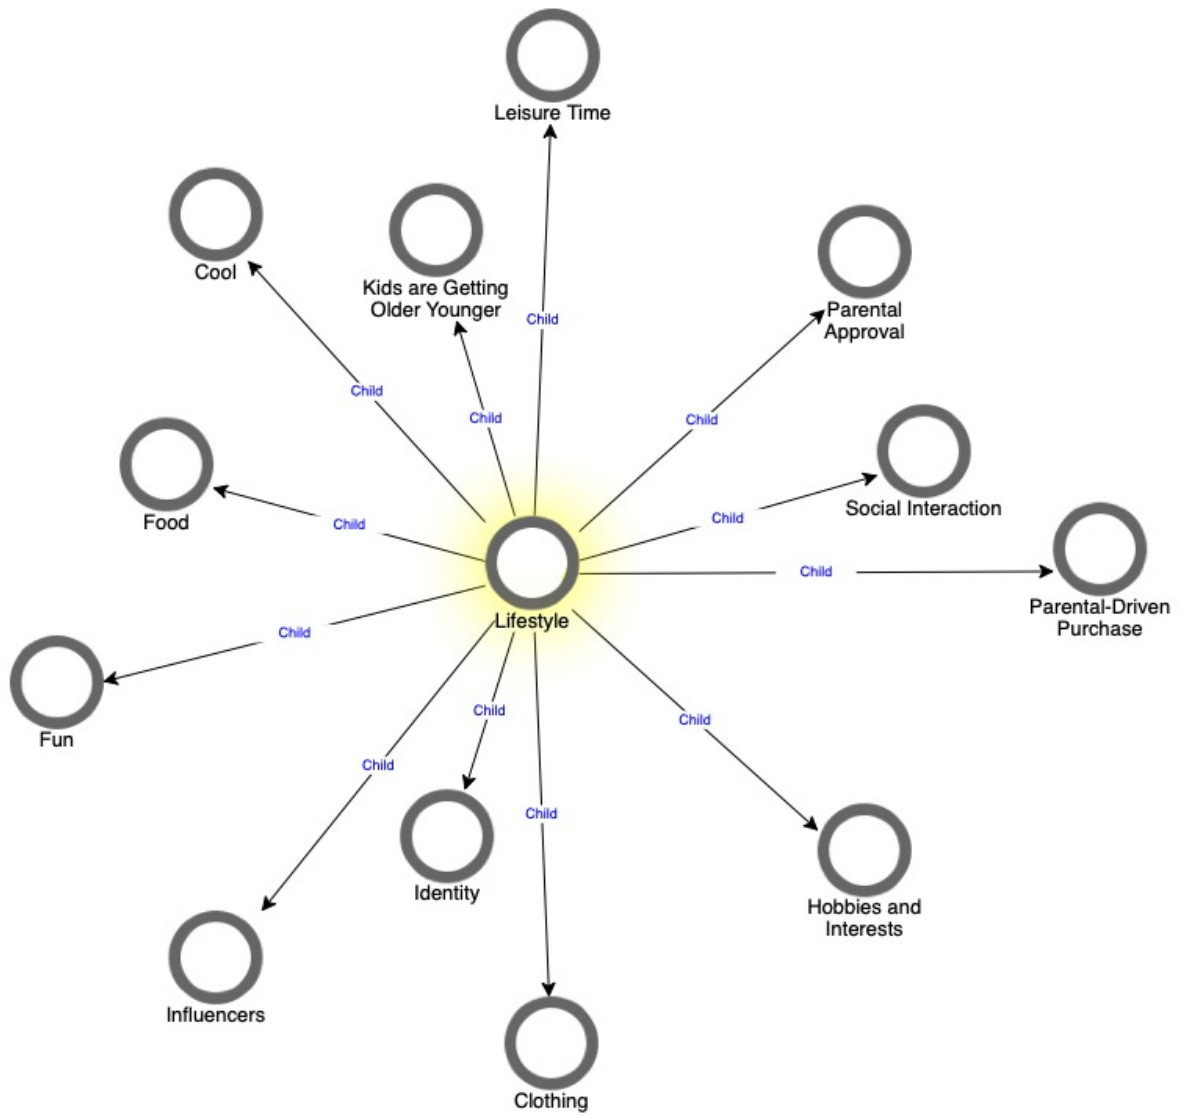 Leisure Time
Cool
Kids are Getting
Older Younger
Child
Parental
Approval
Child
Child
Child
Social Interaction
Food
Child
Child
Child
Parental-Driven
Purchase
Lifestyle
Child
Fun
Child
Child
Child
Child
Identity
Hobbies and
Interests
Influencers
Clothing